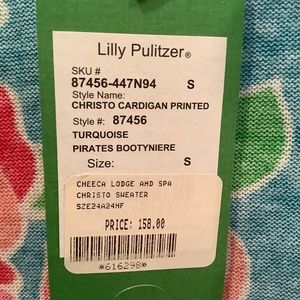 Lilly Pulitzer®
SKU #
87456-447N94 S
Style Name:
CHRISTO CARDIGAN PRINTED
Style #: 87456
TURQUOISE
PIRATES BOOTYNIERE
Size: S
CHEECA LODGE AND SPA
CHRISTO SWEATER
SZE24A24HF
PRICE: 158.00
*616298*